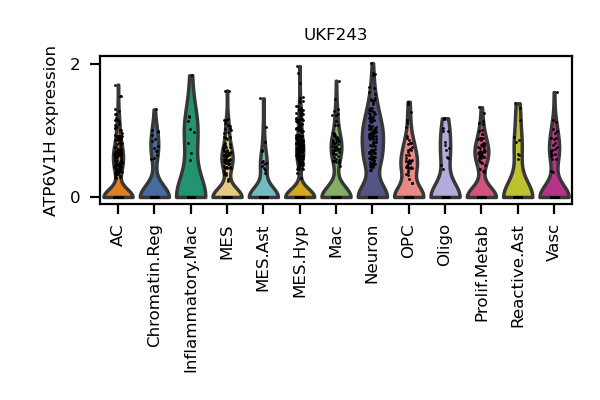 UKF243
ATP6V1H expression
2
0
AC
Chromatin.Reg
Inflammatory.Mac
MES
MES.Ast
MES.Hyp
Mac
Neuron
OPC
Oligo
Prolif.Metab
Reactive.Ast
Vasc